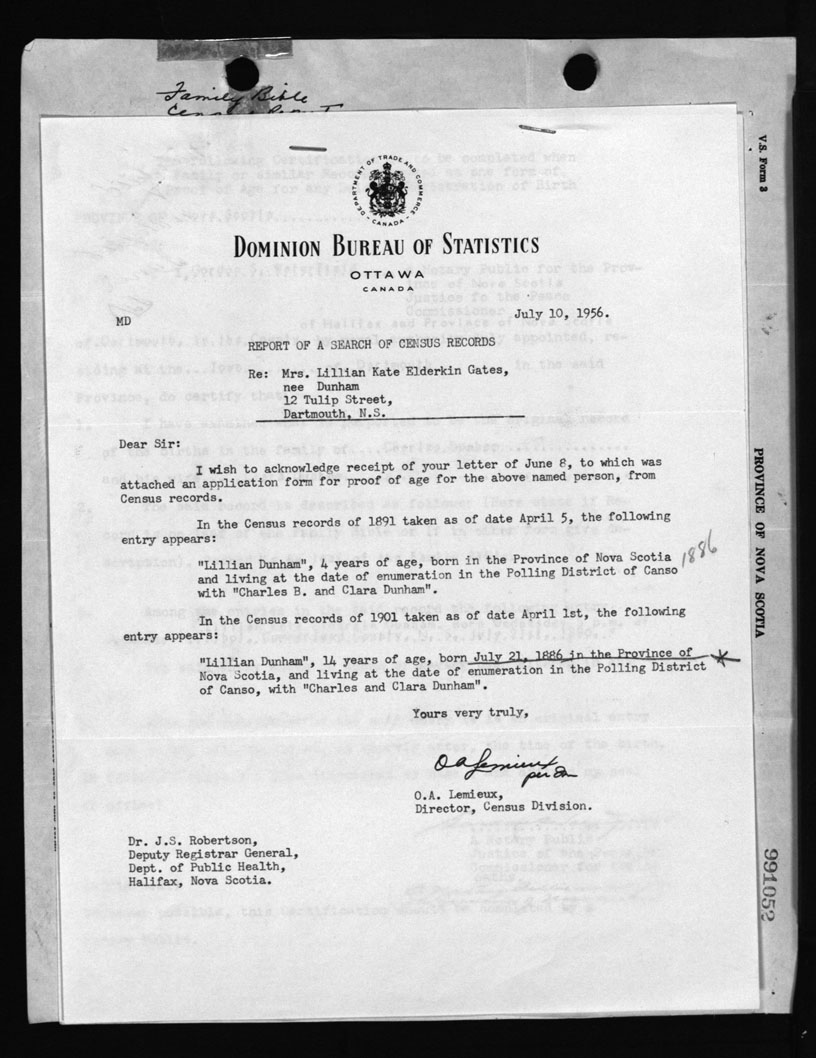 Family Bible
V.S. Form 3
DEPARTMENT OF TRADE AND COMMERCE
- CANADA -
DOMINION BUREAU OF STATISTICS
OTTAWA
CANADA
July 10, 1956.
MD
REPORT OF A SEARCH OF CENSUS RECORDS
Re: Mrs. Lillian Kate Elderkin Gates,
nee Dunham
12 Tulip Street,
Dartmouth, N.S.
Dear Sir:
I wish to acknowledge receipt of your letter of June 8, to which was
attached an application form for proof of age for the above named person, from
Census records.
In the Census records of 1891 taken as of date April 5, the following
entry appears:
"Lillian Dunham", 4 years of age, born in the Province of Nova Scotia
1886
and living at the date of enumeration in the Polling District of Canso
with "Charles B. and Clara Dunham".
In the Census records of 1901 taken as of date April 1st, the following
entry appears:
"Lillian Dunham", 14 years of age, born July 21, 1886 in the Province of
Nova Scotia, and living at the date of enumeration in the Polling District
of Canso, with "Charles and Clara Dunham".
Yours very truly,
O A Lemieux
per
O.A. Lemieux,
Director, Census Division.
Dr. J.S. Robertson,
Deputy Registrar General,
Dept. of Public Health,
Halifax, Nova Scotia.
PROVINCE OF NOVA SCOTIA
991052